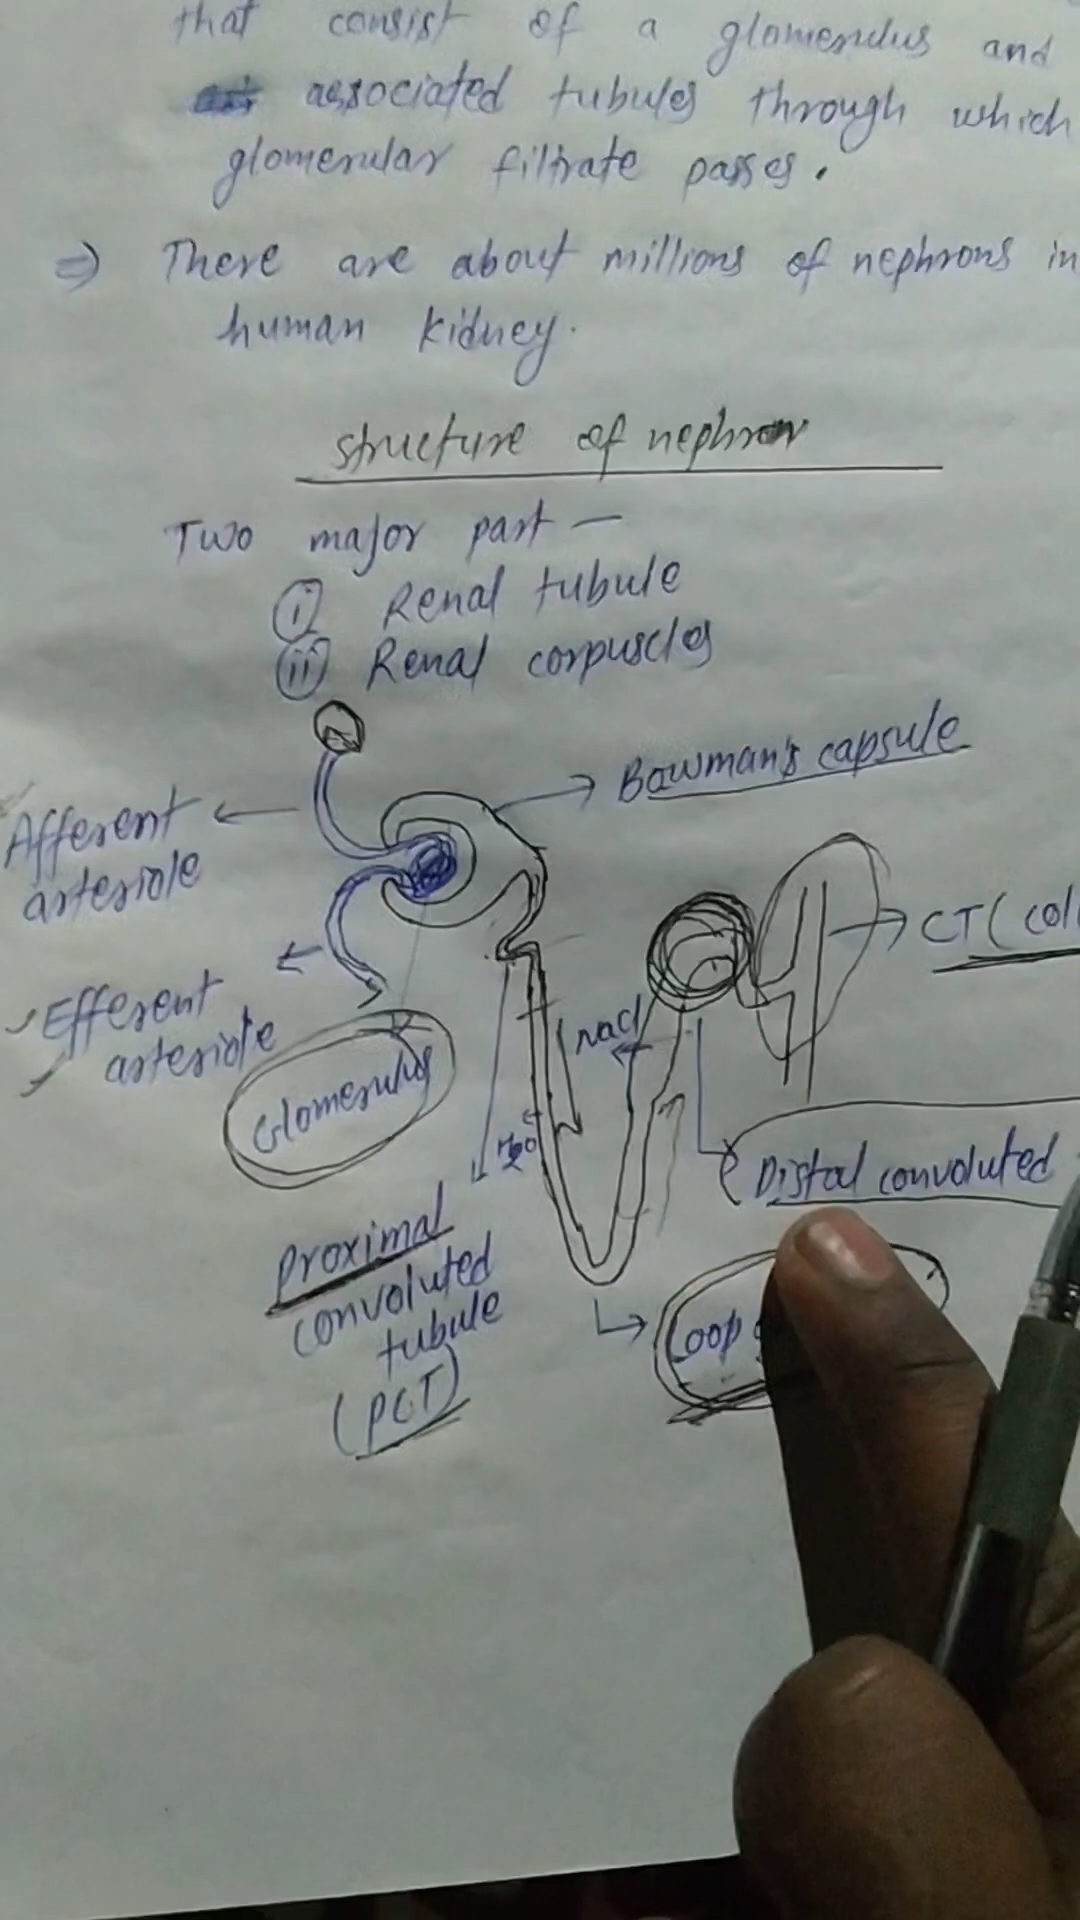 that consist of a glomerulus and
associated tubules through which
glomerular filtrate passes.
=> There are about millions of nephrons in
human kidney.
structure of nephron
Two major part —
(i) Renal tubule
(ii) Renal corpuscles
Bowman's capsule
Afferent
arteriole
CT (coll
Efferent
arteriole
NaCl
Glomerulus
H2O
Distal convoluted
Proximal
convoluted
tubule
(PCT)
Loop